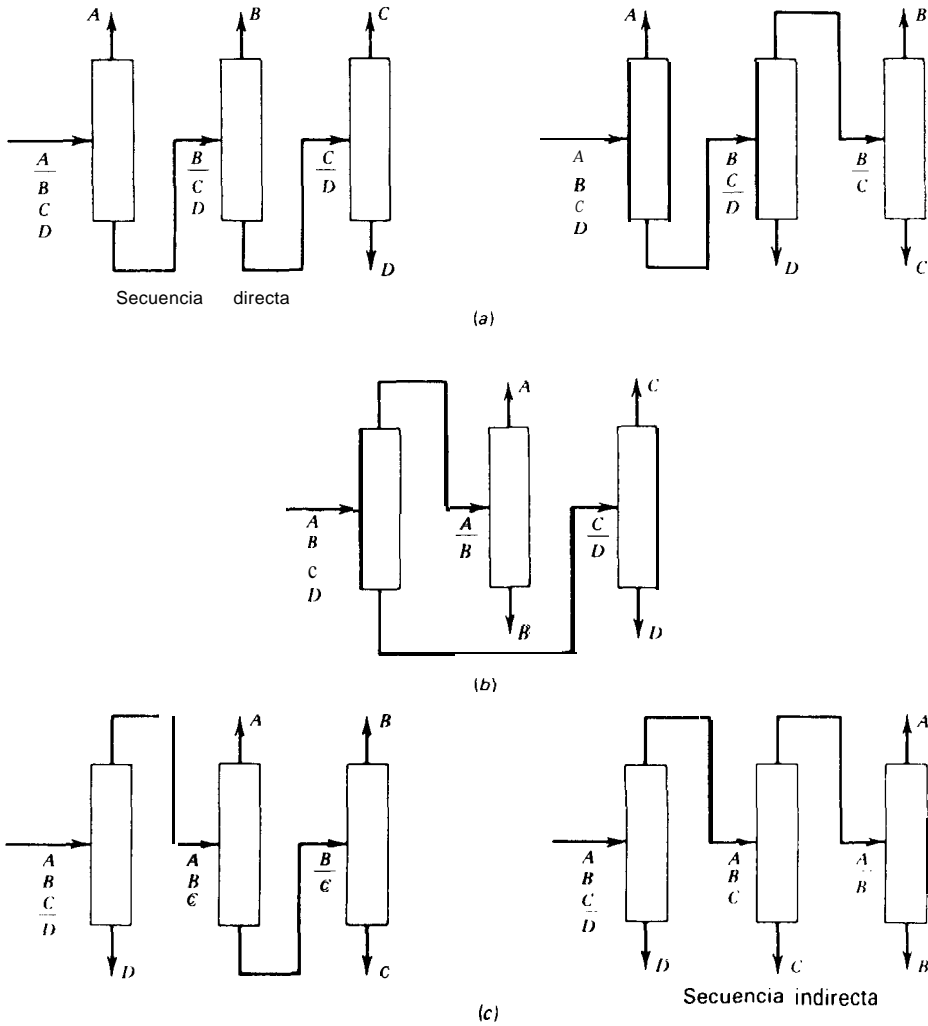 A B C A B
A B B C A B B
B C C D B C C
C D C D
D D
D D C
Secuencia directa
(a)
A C
A A C
B B D
C
D
B D
(b)
A B A
A A B A A A
B B C B B B
C C C C
D D
D C D C B
Secuencia indirecta
(c)